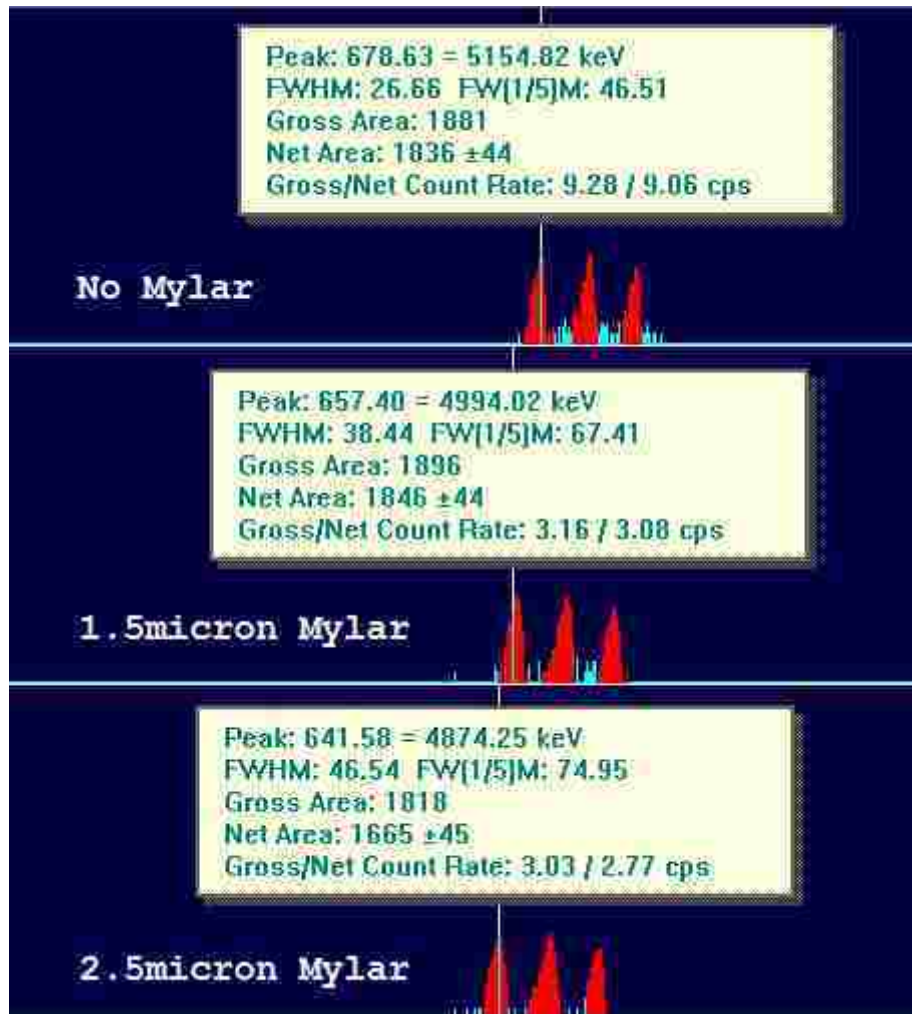 Peak: 678.63 = 5154.82 keV
FWHM: 26.66 FW(1/5)M: 46.51
Gross Area: 1881
Net Area: 1836 ±44
Gross/Net Count Rate: 9.28 / 9.06 cps
No Mylar
Peak: 657.40 = 4994.02 keV
FWHM: 38.44 FW(1/5)M: 67.41
Gross Area: 1896
Net Area: 1846 ±44
Gross/Net Count Rate: 3.16 / 3.08 cps
1.5micron Mylar
Peak: 641.58 = 4874.25 keV
FWHM: 46.54 FW(1/5)M: 74.95
Gross Area: 1818
Net Area: 1665 ±45
Gross/Net Count Rate: 3.03 / 2.77 cps
2.5micron Mylar